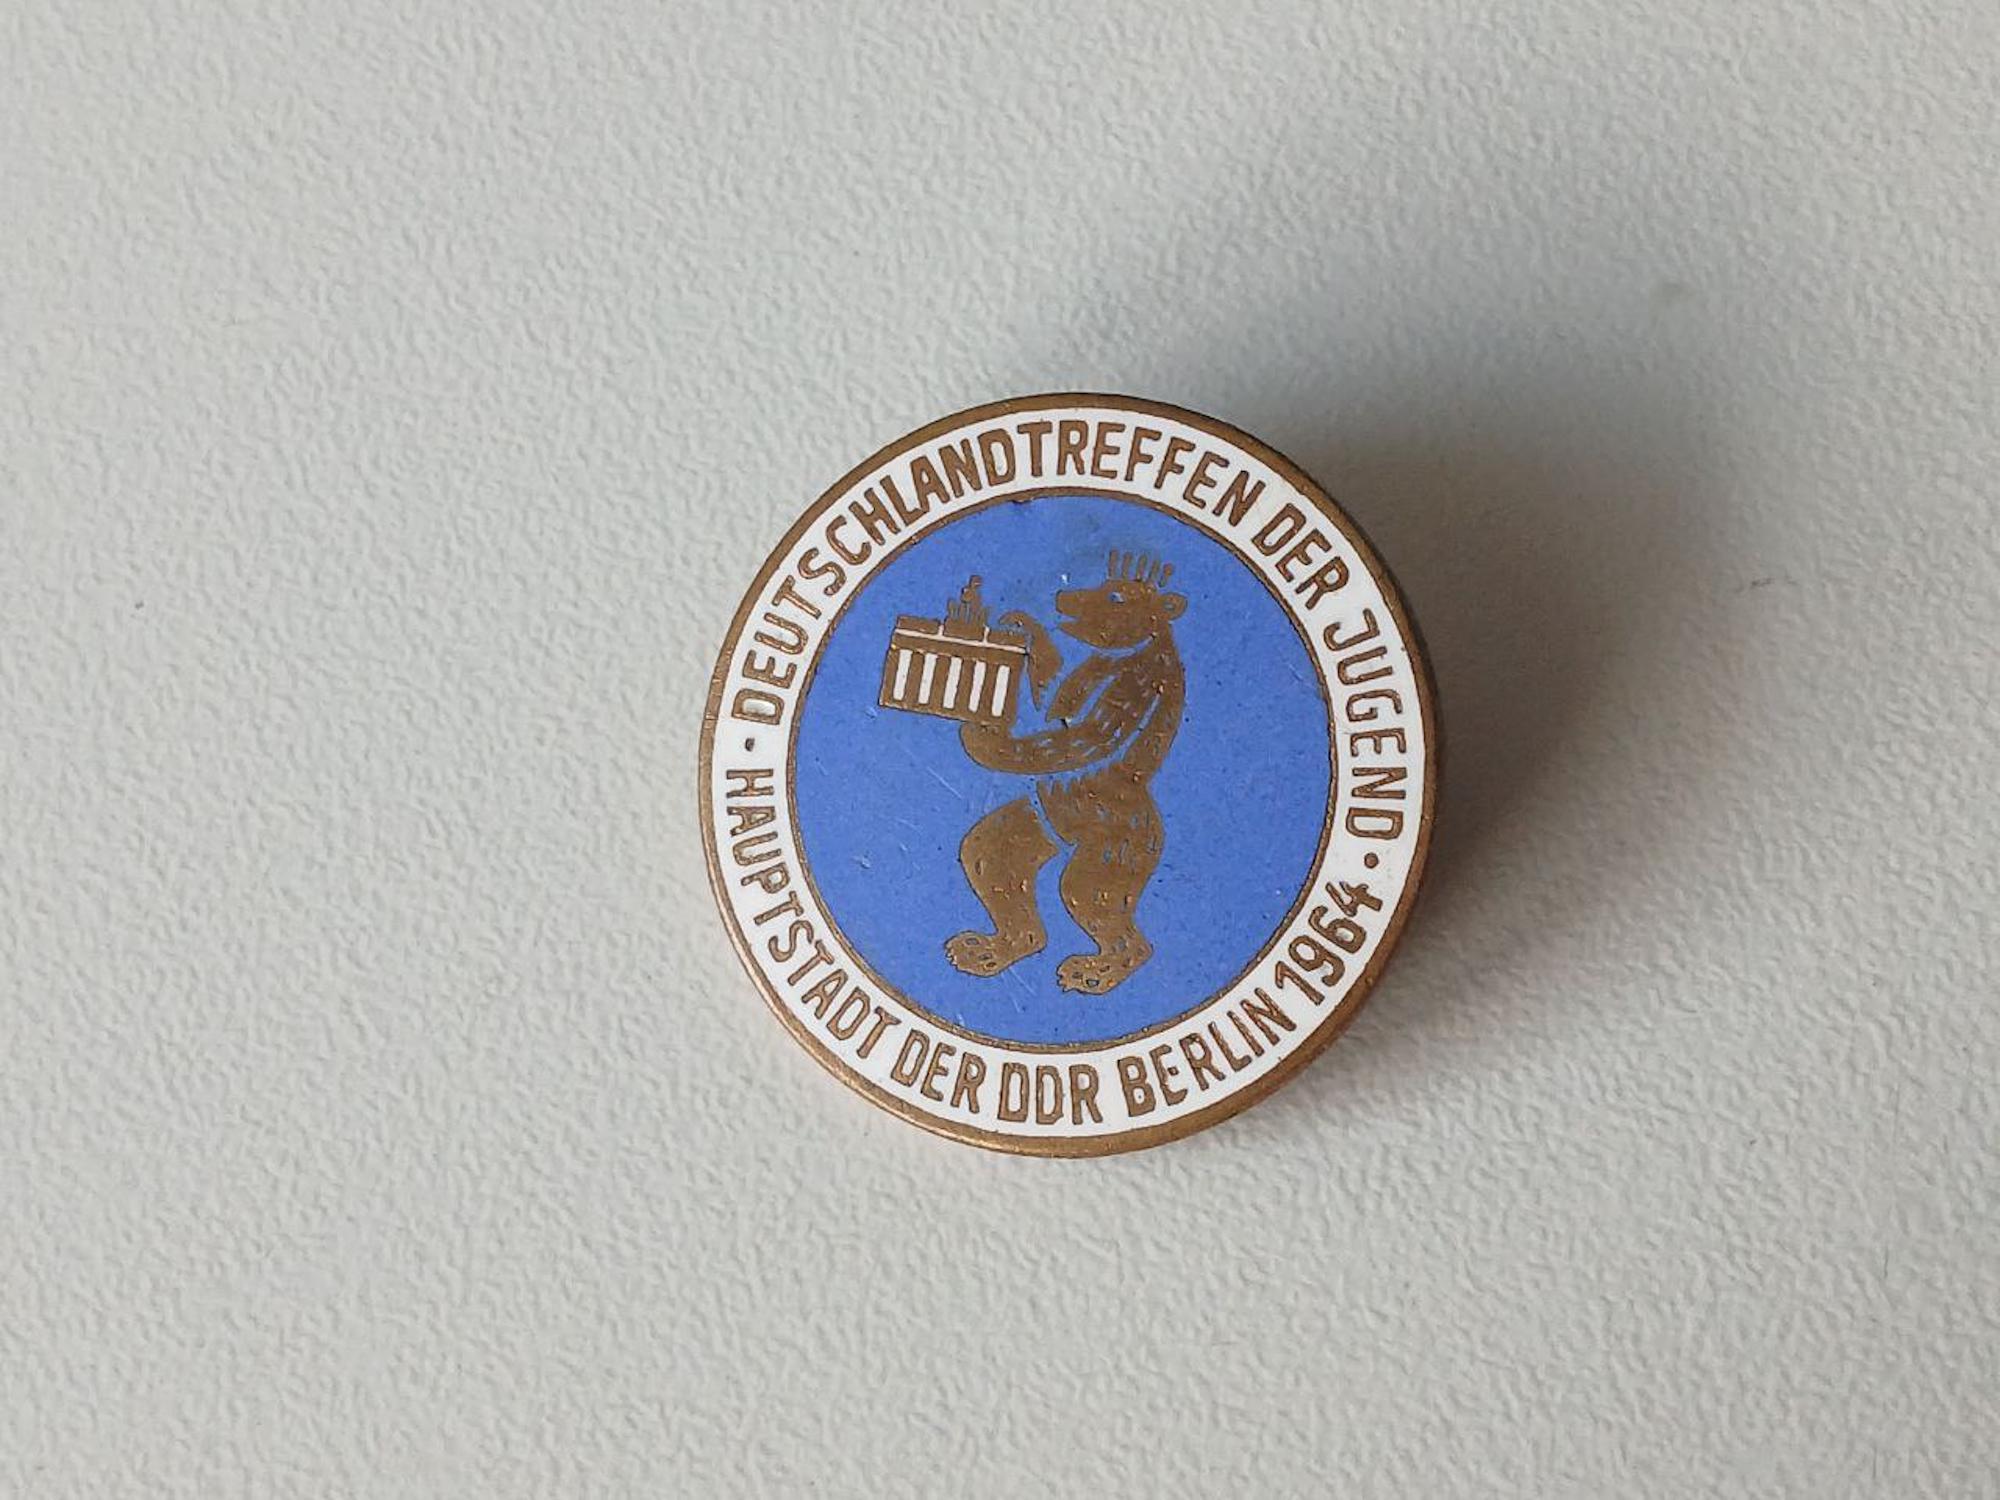 · DEUTSCHLANDTREFFEN DER JUGEND ·
HAUPTSTADT DER DDR BERLIN 1964